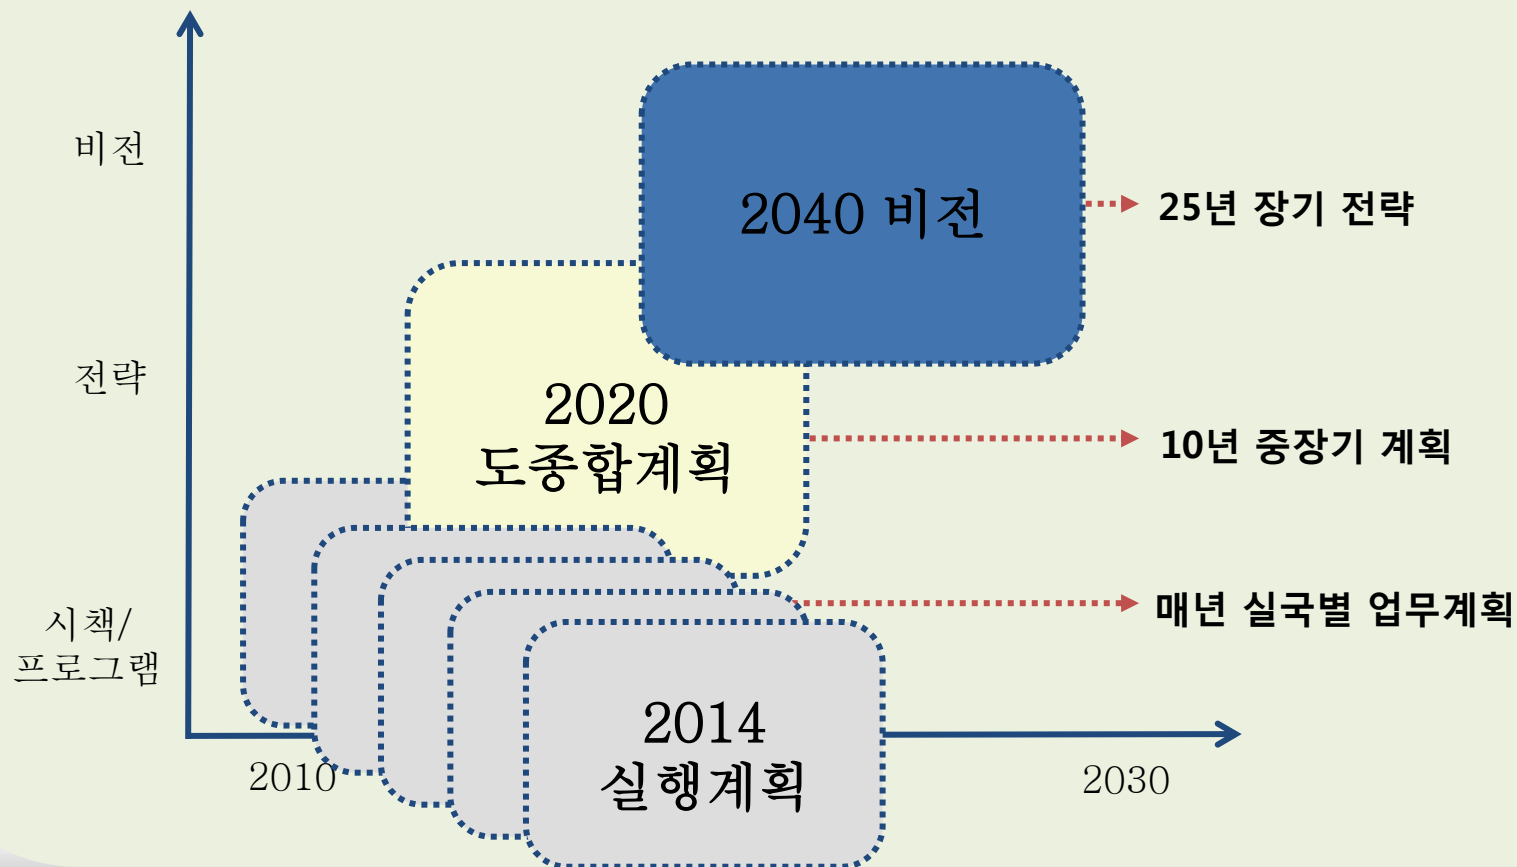 비전
2040 비전
25년 장기 전략
전략
2020
도종합계획
10년 중장기 계획
매년 실국별 업무계획
시책/
프로그램
2014
실행계획
2010
2030